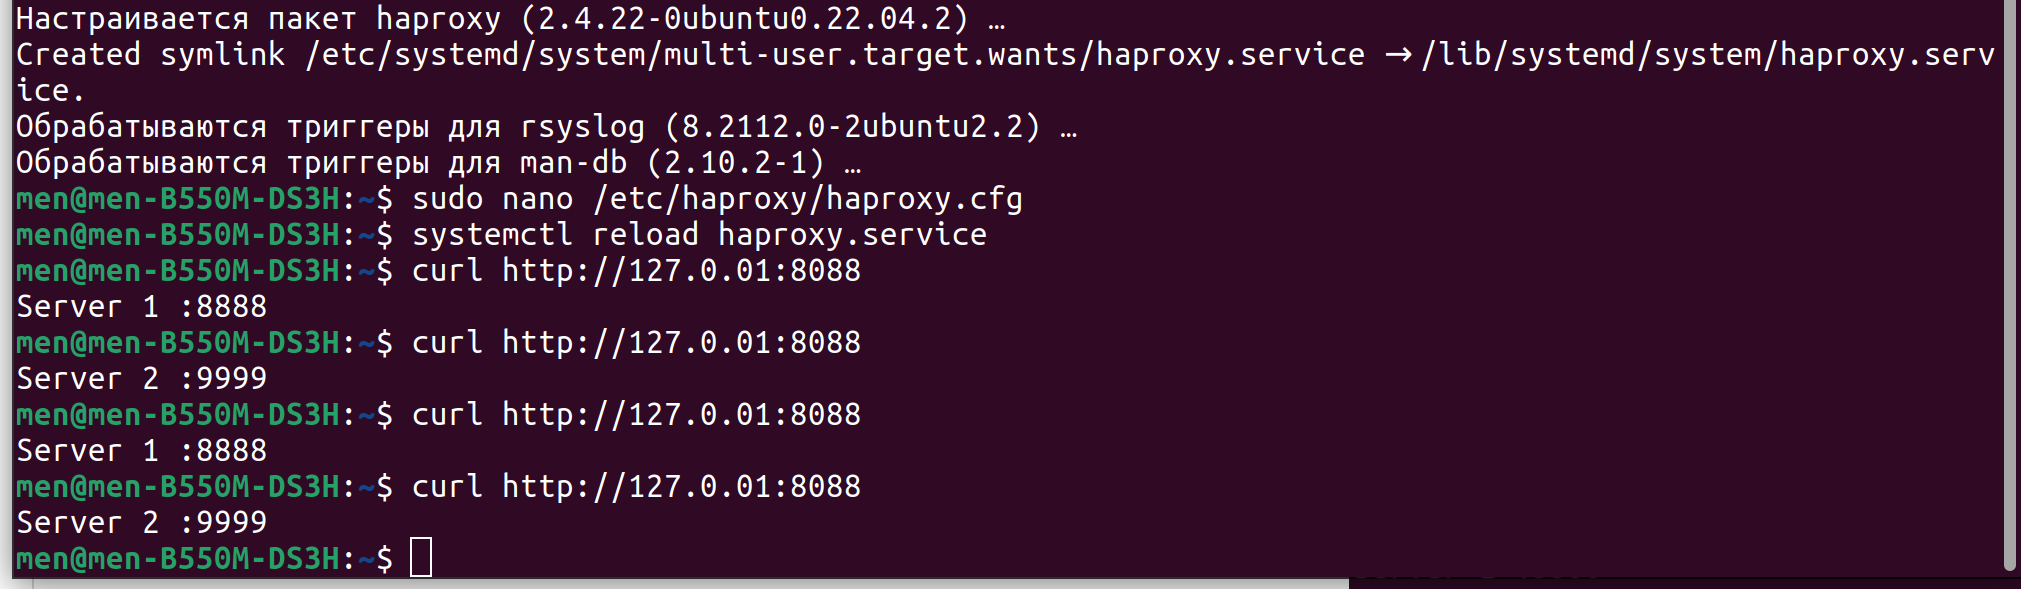 Настраивается пакет haproxy (2.4.22-0ubuntu0.22.04.2) …
Created symlink /etc/systemd/system/multi-user.target.wants/haproxy.service → /lib/systemd/system/haproxy.serv
ice.
Обрабатываются триггеры для rsyslog (8.2112.0-2ubuntu2.2) …
Обрабатываются триггеры для man-db (2.10.2-1) …
men@men-B550M-DS3H:~$ sudo nano /etc/haproxy/haproxy.cfg
men@men-B550M-DS3H:~$ systemctl reload haproxy.service
men@men-B550M-DS3H:~$ curl http://127.0.01:8088
Server 1 :8888
men@men-B550M-DS3H:~$ curl http://127.0.01:8088
Server 2 :9999
men@men-B550M-DS3H:~$ curl http://127.0.01:8088
Server 1 :8888
men@men-B550M-DS3H:~$ curl http://127.0.01:8088
Server 2 :9999
men@men-B550M-DS3H:~$